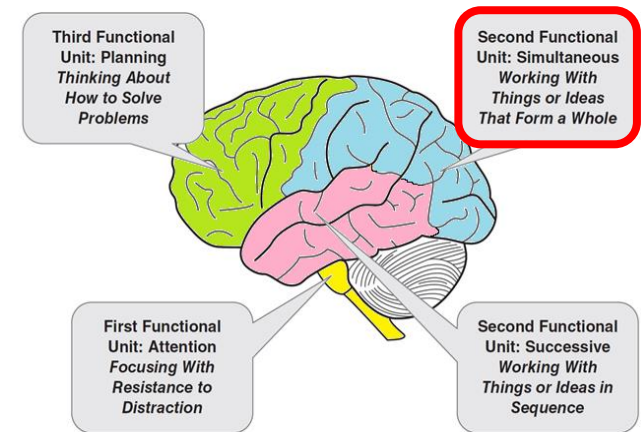 Third Functional
Unit: Planning
Thinking About
How to Solve
Problems
Second Functional
Unit: Simultaneous
Working With
Things or Ideas
That Form a Whole
First Functional
Unit: Attention
Focusing With
Resistance to
Distraction
Second Functional
Unit: Successive
Working With
Things or Ideas in
Sequence